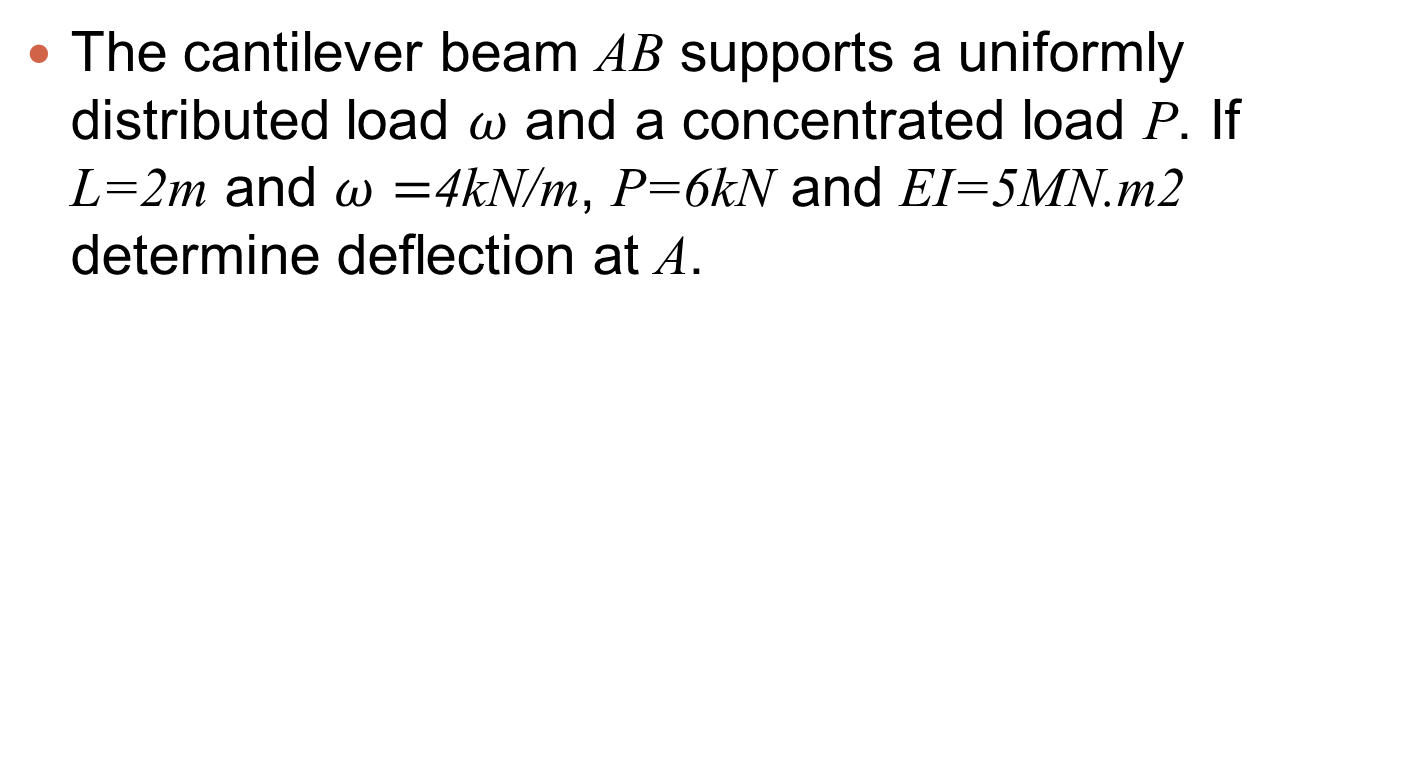 • The cantilever beam AB supports a uniformly
distributed load ω and a concentrated load P. If
L=2m and ω =4kN/m, P=6kN and EI=5MN.m2
determine deflection at A.